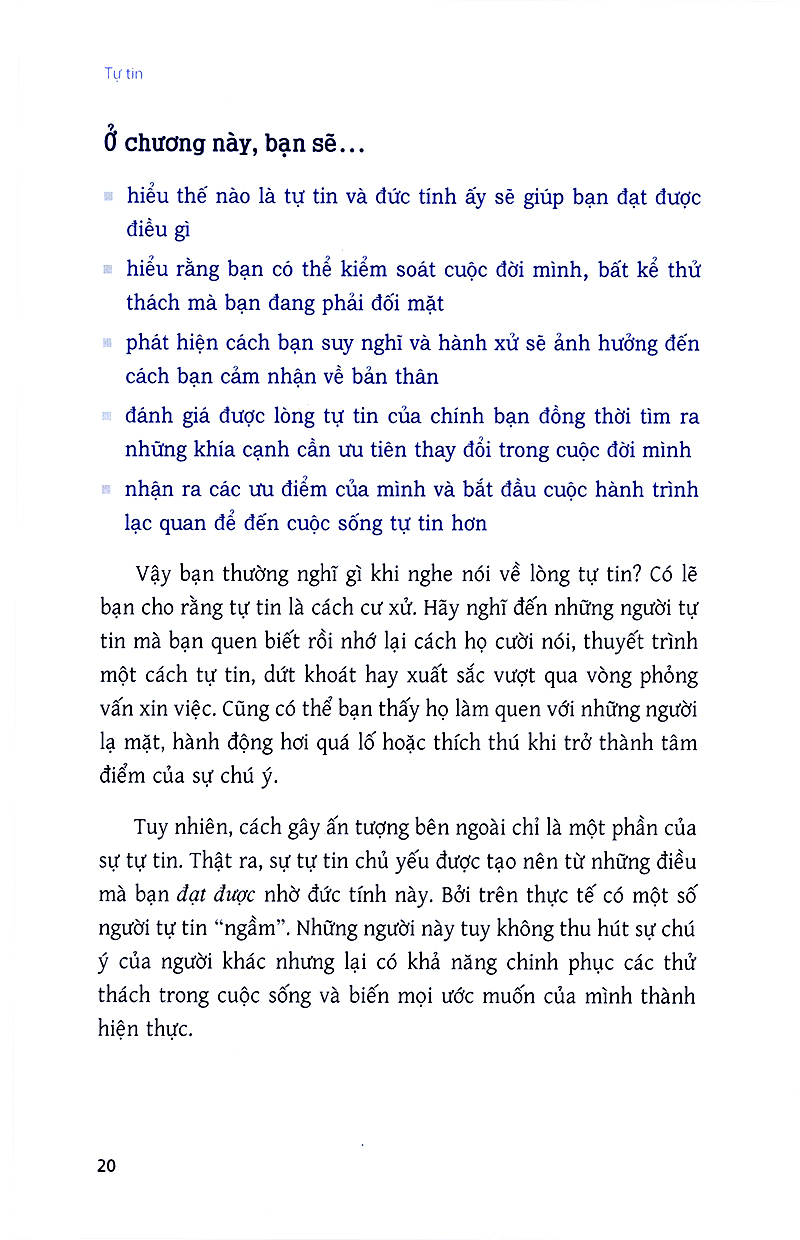 Tự tin
Ở chương này, bạn sẽ...
hiểu thế nào là tự tin và đức tính ấy sẽ giúp bạn đạt được
điều gì
hiểu rằng bạn có thể kiểm soát cuộc đời mình, bất kể thử
thách mà bạn đang phải đối mặt
phát hiện cách bạn suy nghĩ và hành xử sẽ ảnh hưởng đến
cách bạn cảm nhận về bản thân
đánh giá được lòng tự tin của chính bạn đồng thời tìm ra
những khía cạnh cần ưu tiên thay đổi trong cuộc đời mình
nhận ra các ưu điểm của mình và bắt đầu cuộc hành trình
lạc quan để đến cuộc sống tự tin hơn
Vậy bạn thường nghĩ gì khi nghe nói về lòng tự tin? Có lẽ
bạn cho rằng tự tin là cách cư xử. Hãy nghĩ đến những người tự
tin mà bạn quen biết rồi nhớ lại cách họ cười nói, thuyết trình
một cách tự tin, dứt khoát hay xuất sắc vượt qua vòng phỏng
vấn xin việc. Cũng có thể bạn thấy họ làm quen với những người
lạ mặt, hành động hơi quá lố hoặc thích thú khi trở thành tâm
điểm của sự chú ý.
Tuy nhiên, cách gây ấn tượng bên ngoài chỉ là một phần của
sự tự tin. Thật ra, sự tự tin chủ yếu được tạo nên từ những điều
mà bạn đạt được nhờ đức tính này. Bởi trên thực tế có một số
người tự tin “ngầm”. Những người này tuy không thu hút sự chú
ý của người khác nhưng lại có khả năng chinh phục các thử
thách trong cuộc sống và biến mọi ước muốn của mình thành
hiện thực.
20